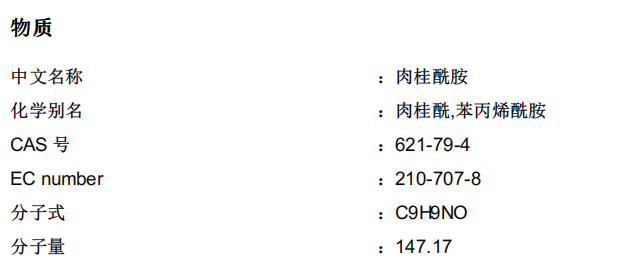 物质
中文名称 ：肉桂酰胺
化学别名 ：肉桂酰,苯丙烯酰胺
CAS 号 ：621-79-4
EC number ：210-707-8
分子式 ：C9H9NO
分子量 ：147.17